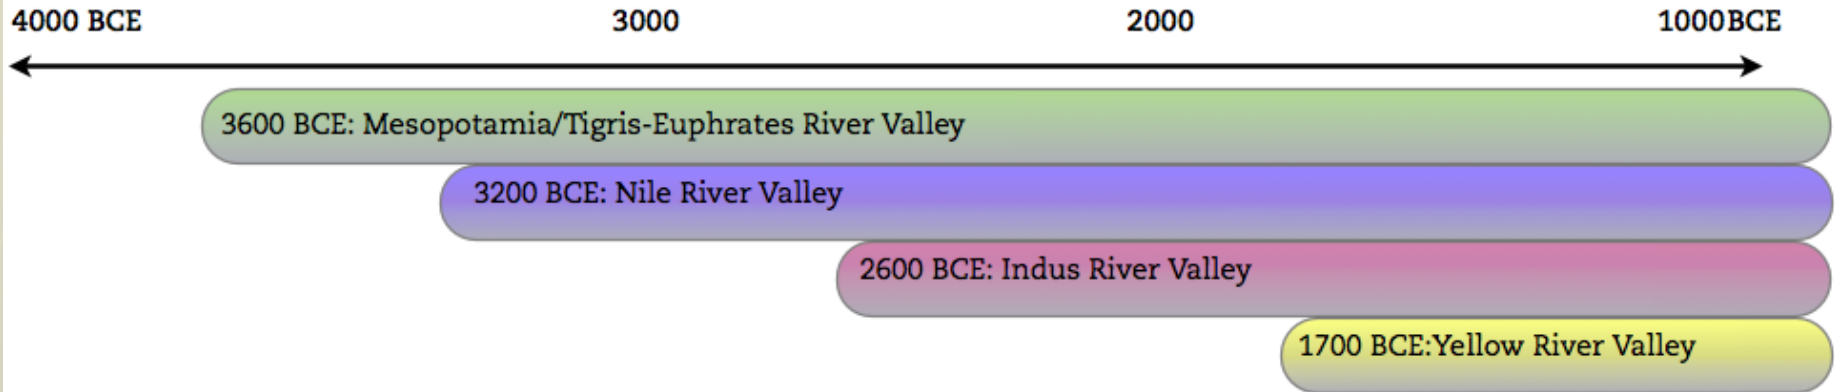 4000 BCE 3000 2000 1000BCE
3600 BCE: Mesopotamia/Tigris-Euphrates River Valley
3200 BCE: Nile River Valley
2600 BCE: Indus River Valley
1700 BCE:Yellow River Valley